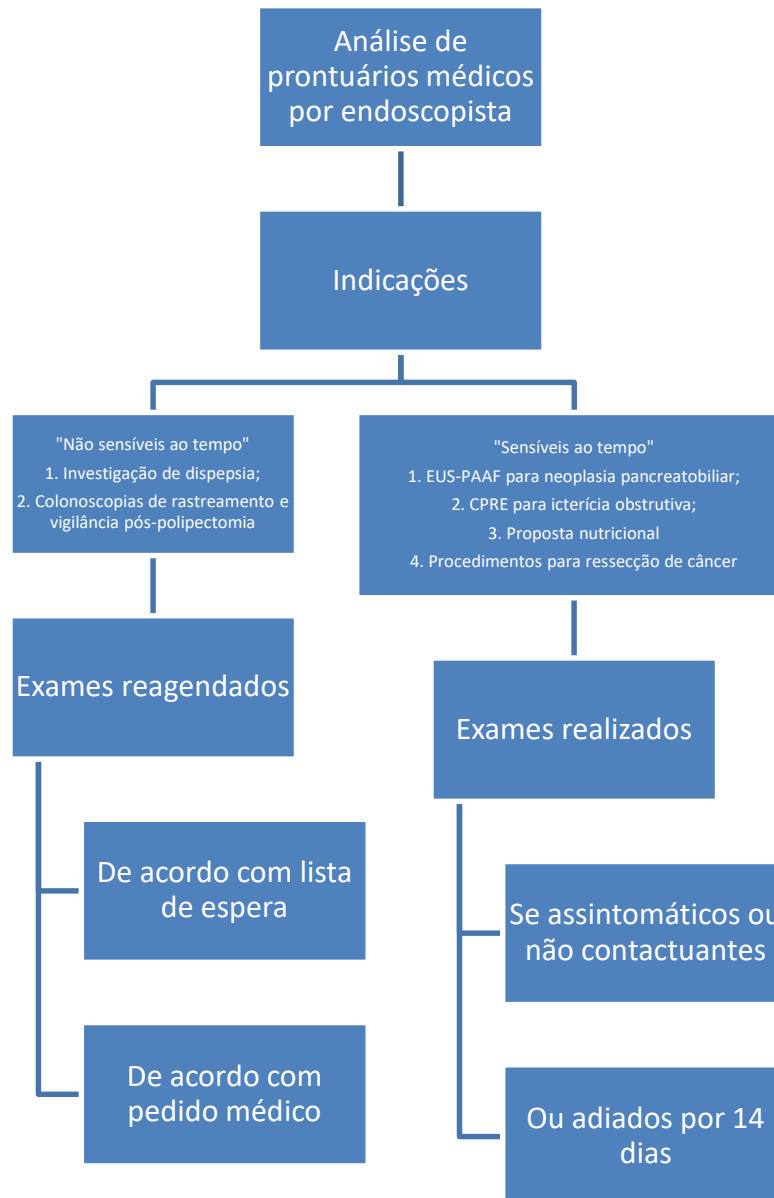 Análise de
prontuários médicos
por endoscopista
Indicações
"Não sensíveis ao tempo"
1. Investigação de dispepsia;
2. Colonoscopias de rastreamento e
vigilância pós-polipectomia
"Sensíveis ao tempo"
1. EUS-PAAF para neoplasia pancreatobiliar;
2. CPRE para icterícia obstrutiva;
3. Proposta nutricional
4. Procedimentos para ressecção de câncer
Exames reagendados
Exames realizados
De acordo com lista
de espera
De acordo com
pedido médico
Se assintomáticos ou
não contactuantes
Ou adiados por 14
dias